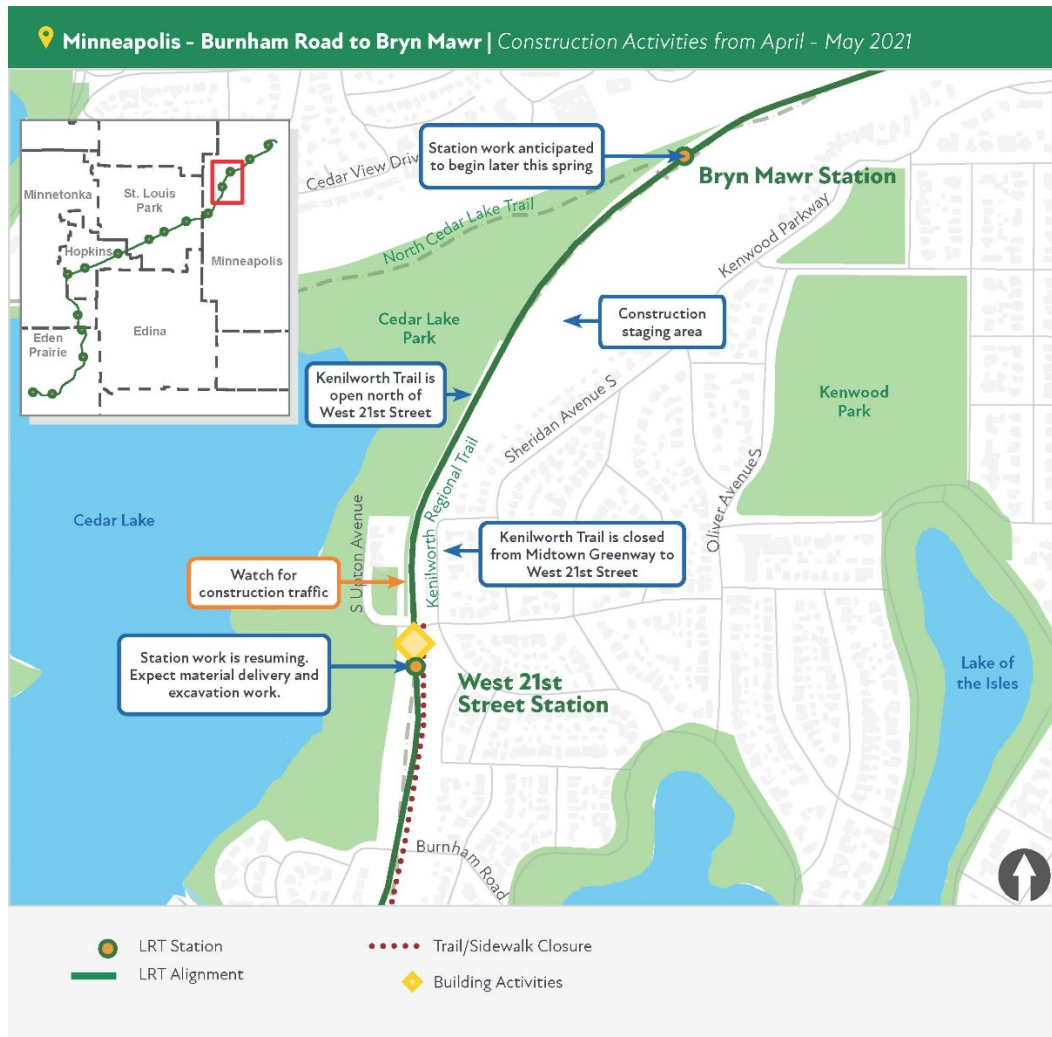 Minneapolis - Burnham Road to Bryn Mawr | Construction Activities from April - May 2021
Minnetonka
St. Louis
Park
Hopkins
Minneapolis
Edina
Eden
Prairie
Cedar View Driv
Station work anticipated
to begin later this spring
Bryn Mawr Station
North Cedar Lake Trail
Kenwood Parkway
Cedar Lake
Park
Construction
staging area
Kenilworth Trail is
open north of
West 21st Street
Sheridan Avenue S
Kenwood
Park
Oliver Avenue S
Kenilworth Regional Trail
Cedar Lake
S Upton Avenue
Kenilworth Trail is closed
from Midtown Greenway to
West 21st Street
Watch for
construction traffic
Station work is resuming.
Expect material delivery and
excavation work.
West 21st
Street Station
Lake of
the Isles
Burnham Road
LRT Station
LRT Alignment
Trail/Sidewalk Closure
Building Activities